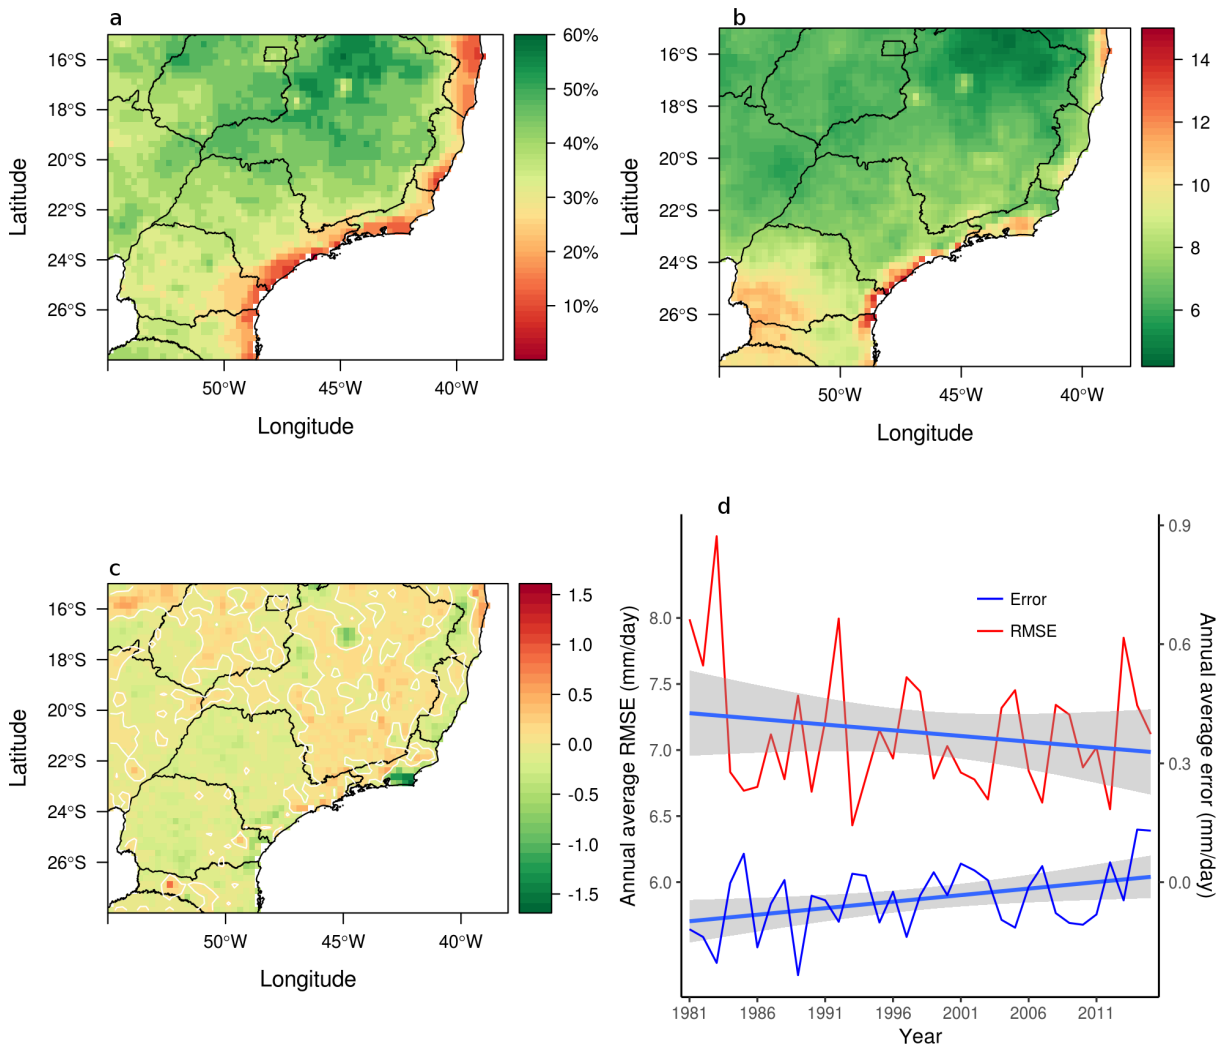 a
16°S
18°S
20°S
22°S
24°S
26°S
Latitude
50°W
45°W
40°W
Longitude
60%
50%
40%
30%
20%
10%
b
16°S
18°S
20°S
22°S
24°S
26°S
Latitude
50°W
45°W
40°W
Longitude
14
12
10
8
6
c
16°S
18°S
20°S
22°S
24°S
26°S
Latitude
50°W
45°W
40°W
Longitude
1.5
1.0
0.5
0.0
-0.5
-1.0
-1.5
d
Annual average RMSE (mm/day)
8.0
7.5
7.0
6.5
6.0
Error
RMSE
0.9
0.6
0.3
0.0
Annual average error (mm/day)
1981
1986
1991
1996
2001
2006
2011
Year